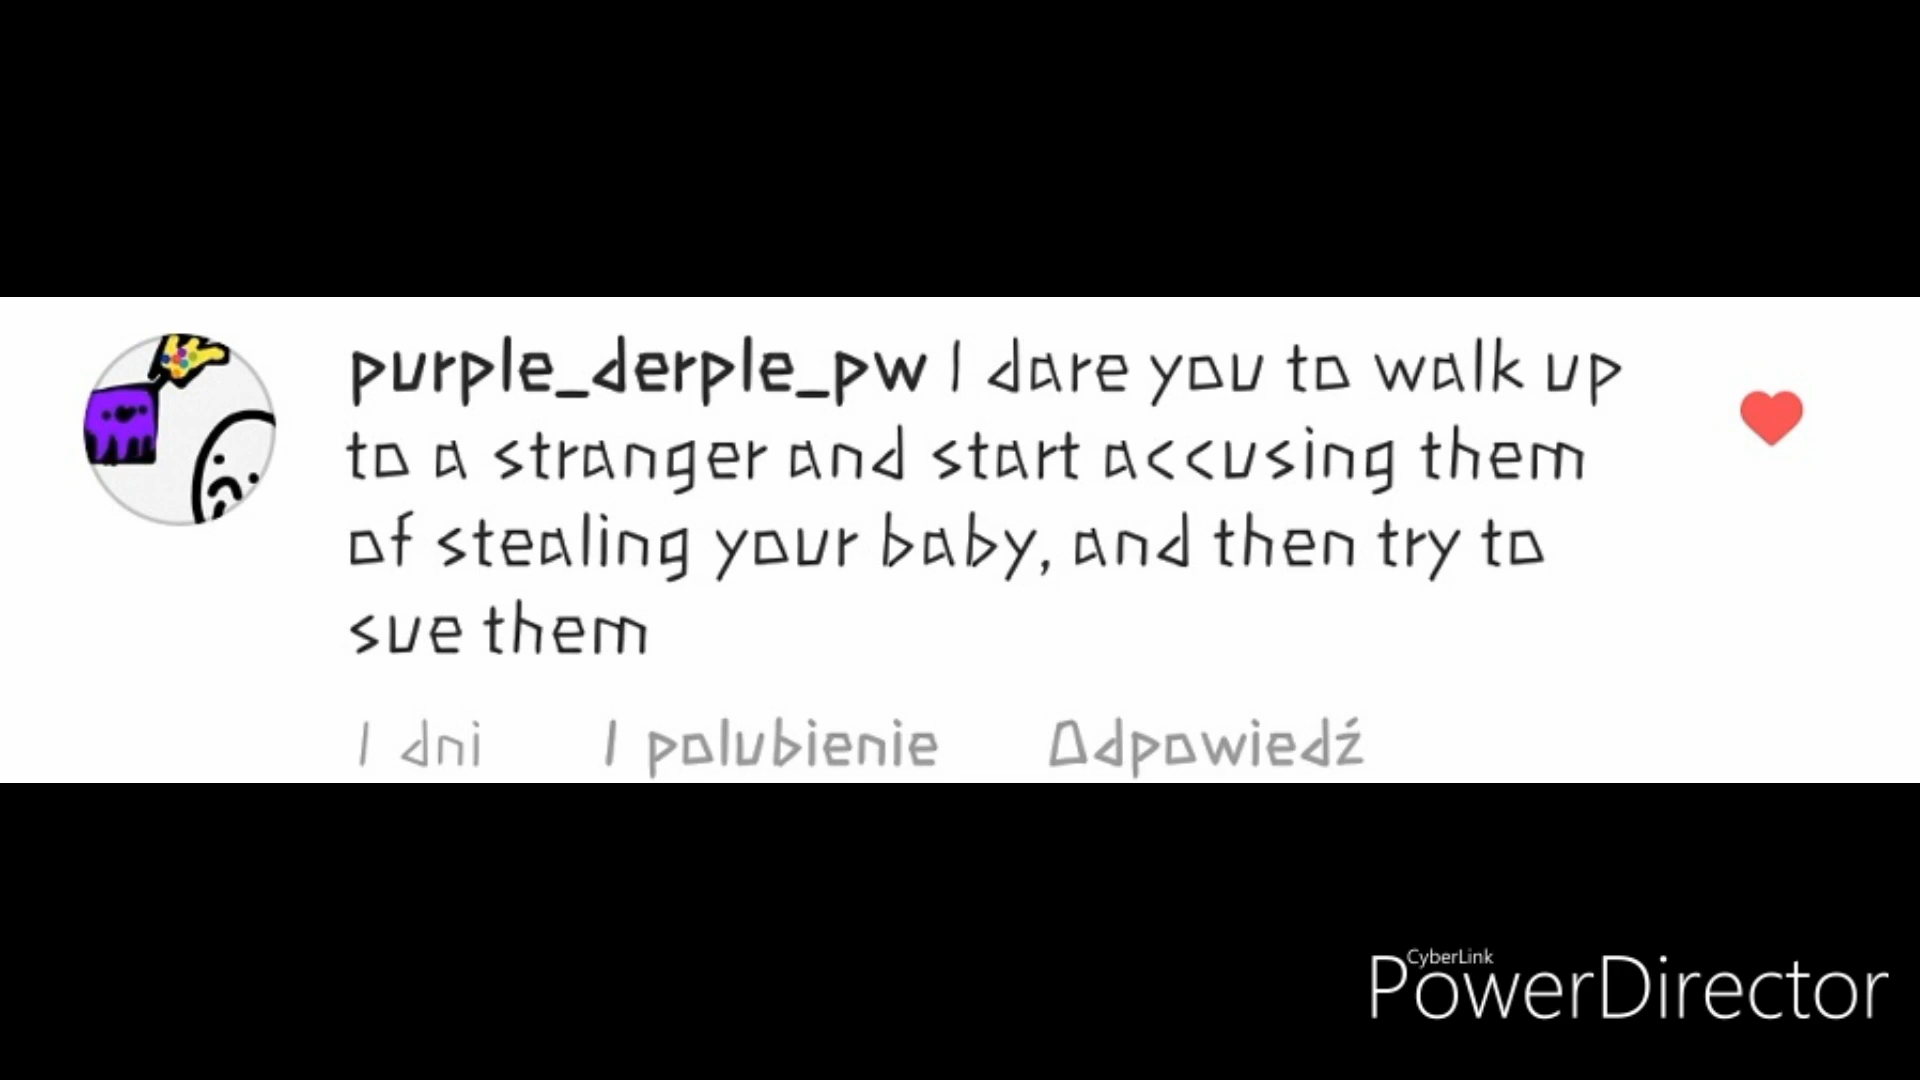 purple_derple_pw I dare you to walk up
to a stranger and start accusing them
of stealing your baby, and then try to
sue them
1 dni 1 polubienie Odpowiedź
CyberLink
PowerDirector